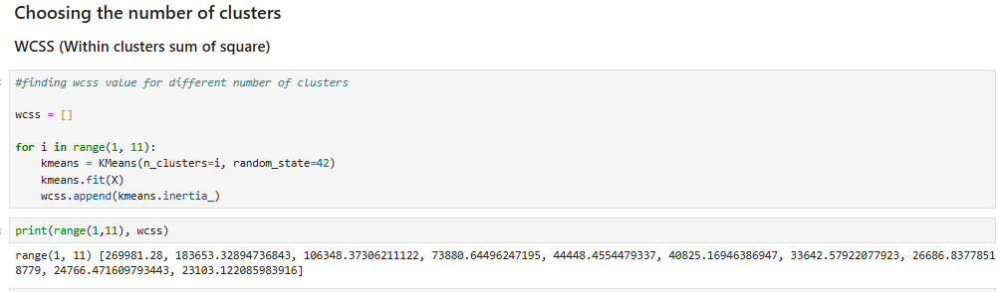 Choosing the number of clusters
WCSS (Within clusters sum of square)
#finding wcss value for different number of clusters
wcss = []
for i in range(1, 11):
    kmeans = KMeans(n_clusters=i, random_state=42)
    kmeans.fit(X)
    wcss.append(kmeans.inertia_)
print(range(1,11), wcss)
range(1, 11) [269981.28, 183653.32894736843, 106348.37306211122, 73880.64496247195, 44448.4554479337, 40825.16946386947, 33642.57922077923, 26686.8377851
8779, 24766.471609793443, 23103.122085983916]